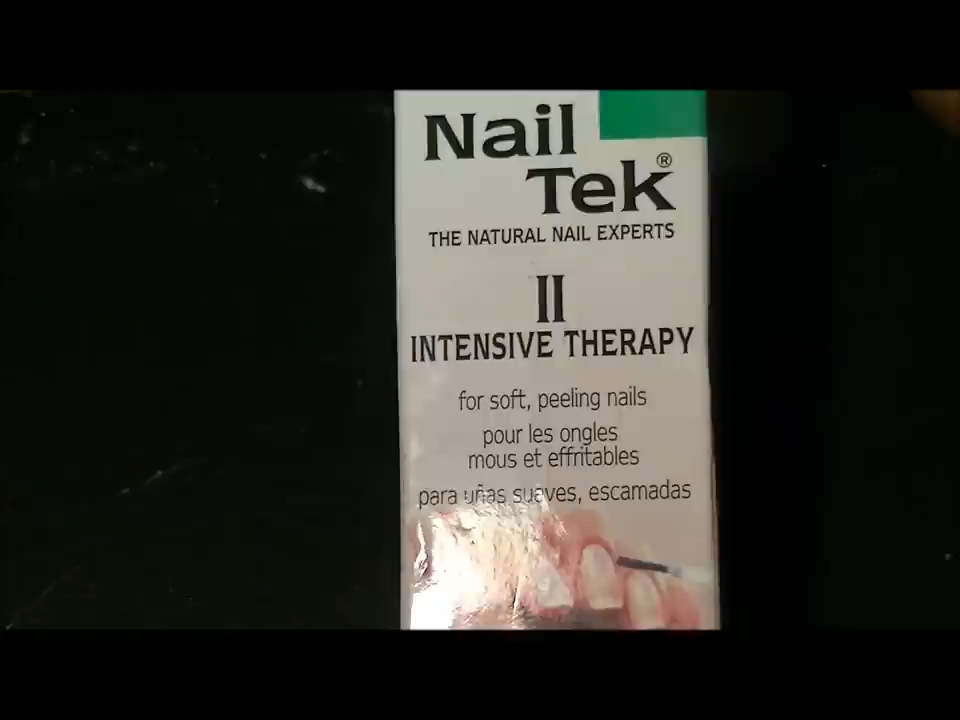 Nail
Tek®
THE NATURAL NAIL EXPERTS
II
INTENSIVE THERAPY
for soft, peeling nails
pour les ongles
mous et effritables
para uñas suaves, escamadas